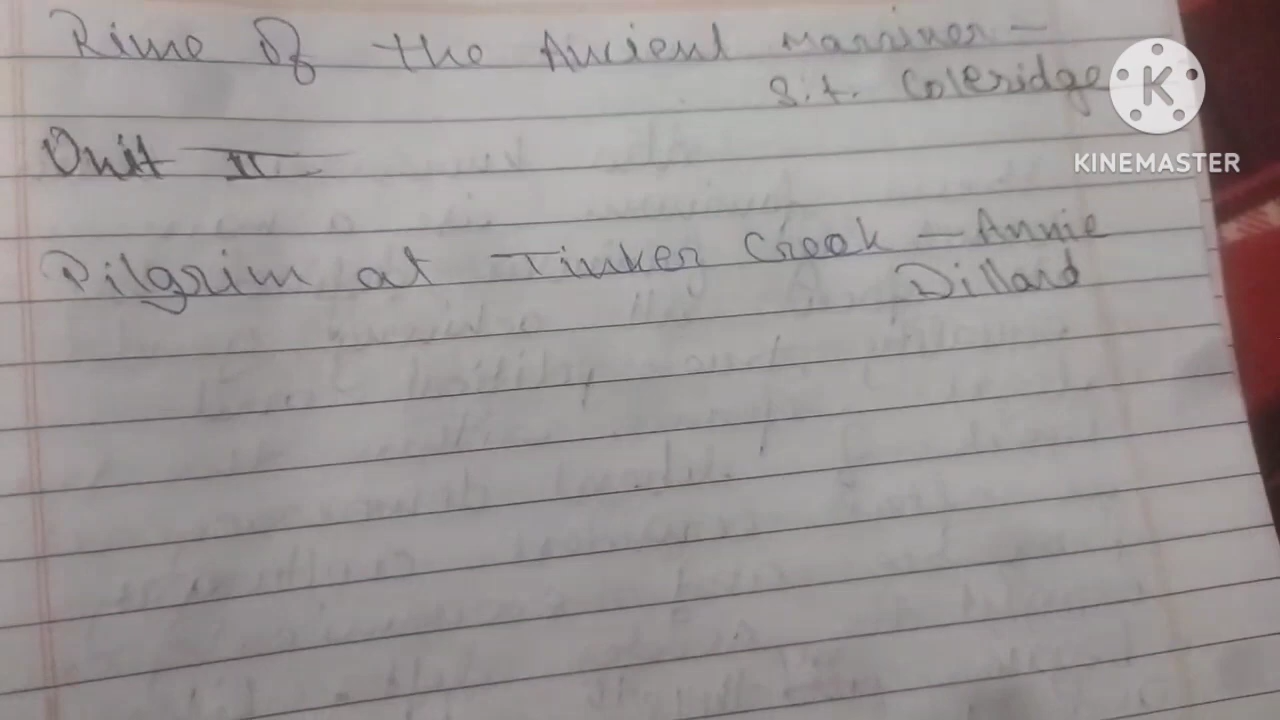 Rime Of the Ancient Marriner -
S.t. Coleridge
Unit II
Pilgrim at Tinker Creek - Annie
Dillard
K
KINEMASTER